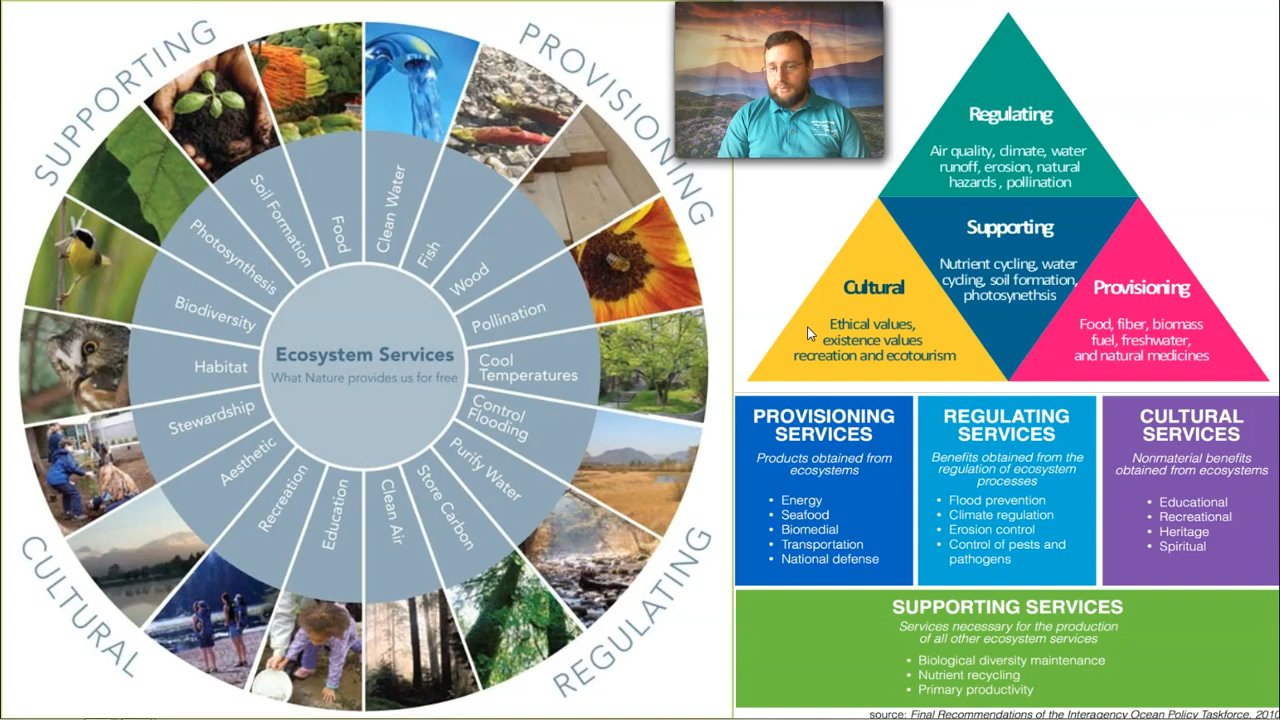 SUPPORTING
PROVISIONING
Soil Formation
Food
Clean Water
Fish
Wood
Photosynthesis
Pollination
Biodiversity
Cool
Temperatures
Habitat
Ecosystem Services
What Nature provides us for free
Stewardship
Control
Flooding
Aesthetic
Purify Water
Recreation
Store Carbon
Education
Clean Air
CULTURAL
REGULATING
Regulating
Air quality, climate, water
runoff, erosion, natural
hazards , pollination
Supporting
Nutrient cycling, water
cycling, soil formation,
photosynethsis
Cultural
Ethical values,
existence values
recreation and ecotourism
Provisioning
Food, fiber, biomass
fuel, freshwater,
and natural medicines
PROVISIONING
SERVICES
Products obtained from
ecosystems
• Energy
• Seafood
• Biomedial
• Transportation
• National defense
REGULATING
SERVICES
Benefits obtained from the
regulation of ecosystem
processes
• Flood prevention
• Climate regulation
• Erosion control
• Control of pests and
pathogens
CULTURAL
SERVICES
Nonmaterial benefits
obtained from ecosystems
• Educational
• Recreational
• Heritage
• Spiritual
SUPPORTING SERVICES
Services necessary for the production
of all other ecosystem services
• Biological diversity maintenance
• Nutrient recycling
• Primary productivity
source: Final Recommendations of the Interagency Ocean Policy Taskforce, 2010